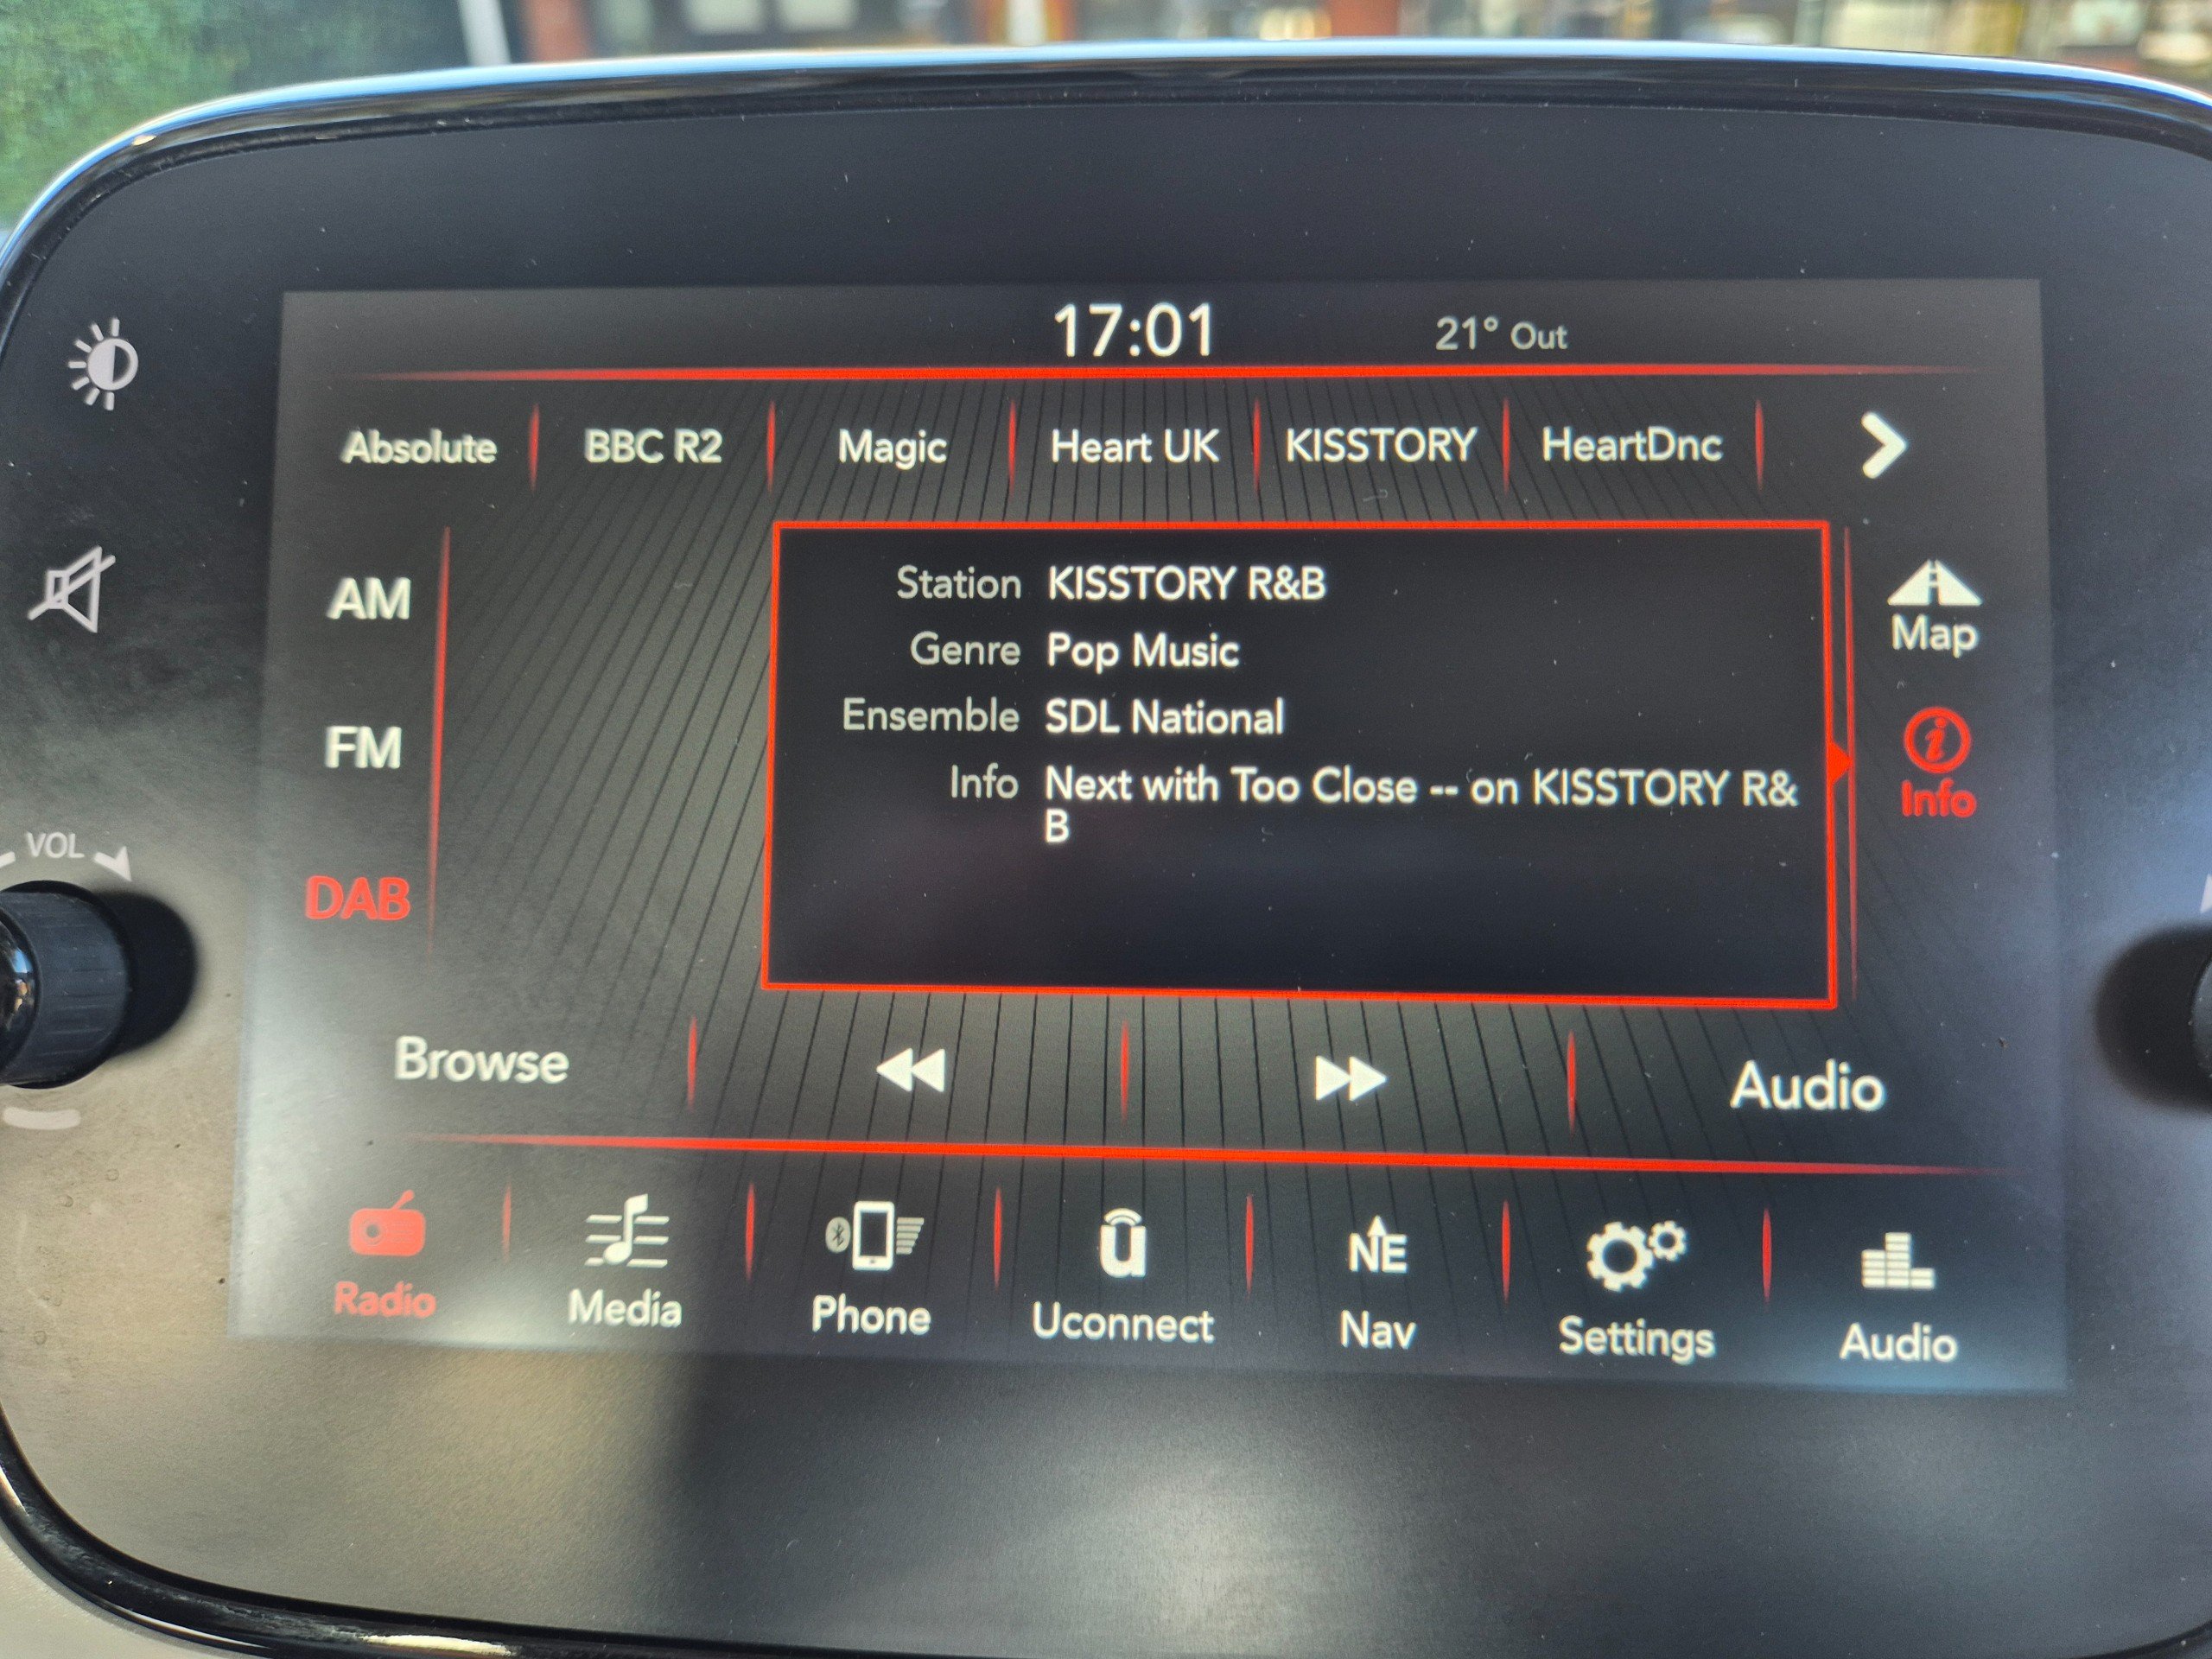 17:01 21° Out
Absolute BBC R2 Magic Heart UK KISSTORY HeartDnc
AM
FM
DAB
Station KISSTORY R&B
Genre Pop Music
Ensemble SDL National
Info Next with Too Close -- on KISSTORY R&
B
Map
Info
VOL
Browse Audio
NE
Radio Media Phone Uconnect Nav Settings Audio